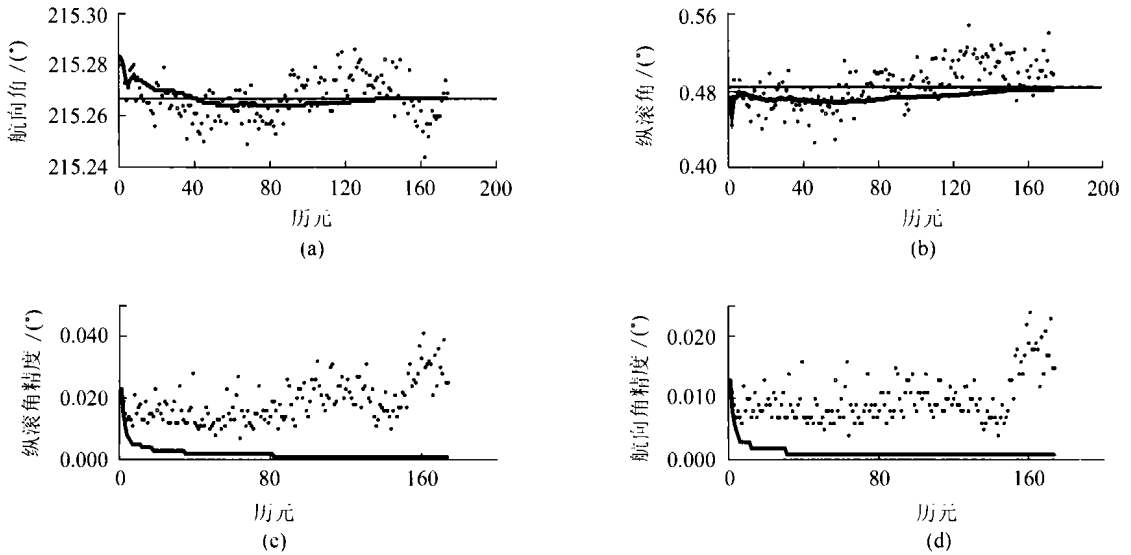 215.30
215.28
215.26
215.24
航向角 /(°)
0 40 80 120 160 200
历元
(a)
0.56
0.48
0.40
纵滚角 /(°)
0 40 80 120 160 200
历元
(b)
0.040
0.020
0.000
纵滚角精度 /(°)
0 80 160
历元
(c)
0.020
0.010
0.000
航向角精度 /(°)
0 80 160
历元
(d)